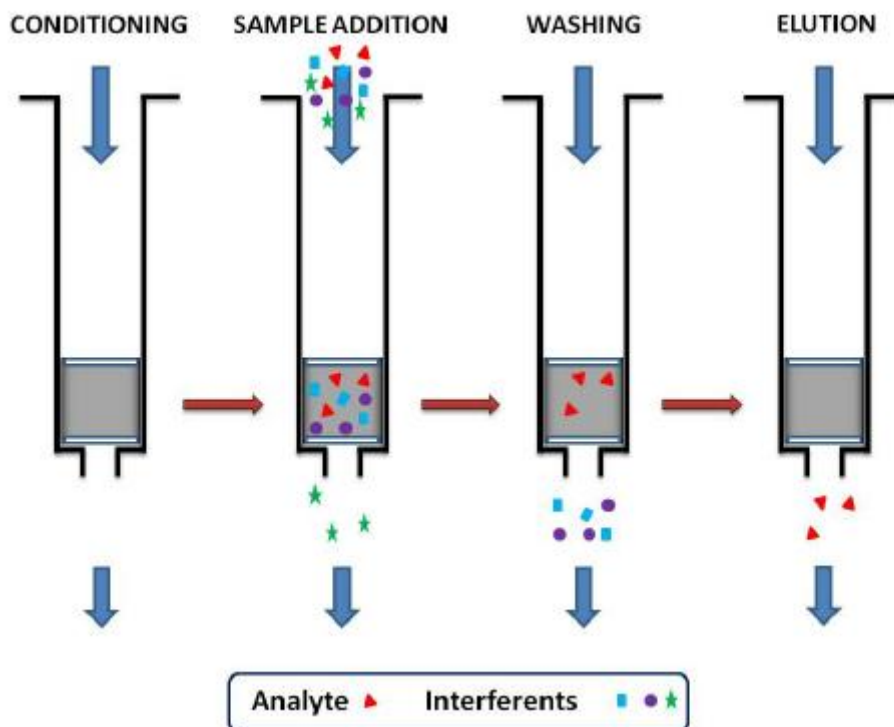 CONDITIONING SAMPLE ADDITION WASHING ELUTION
Analyte Interferents